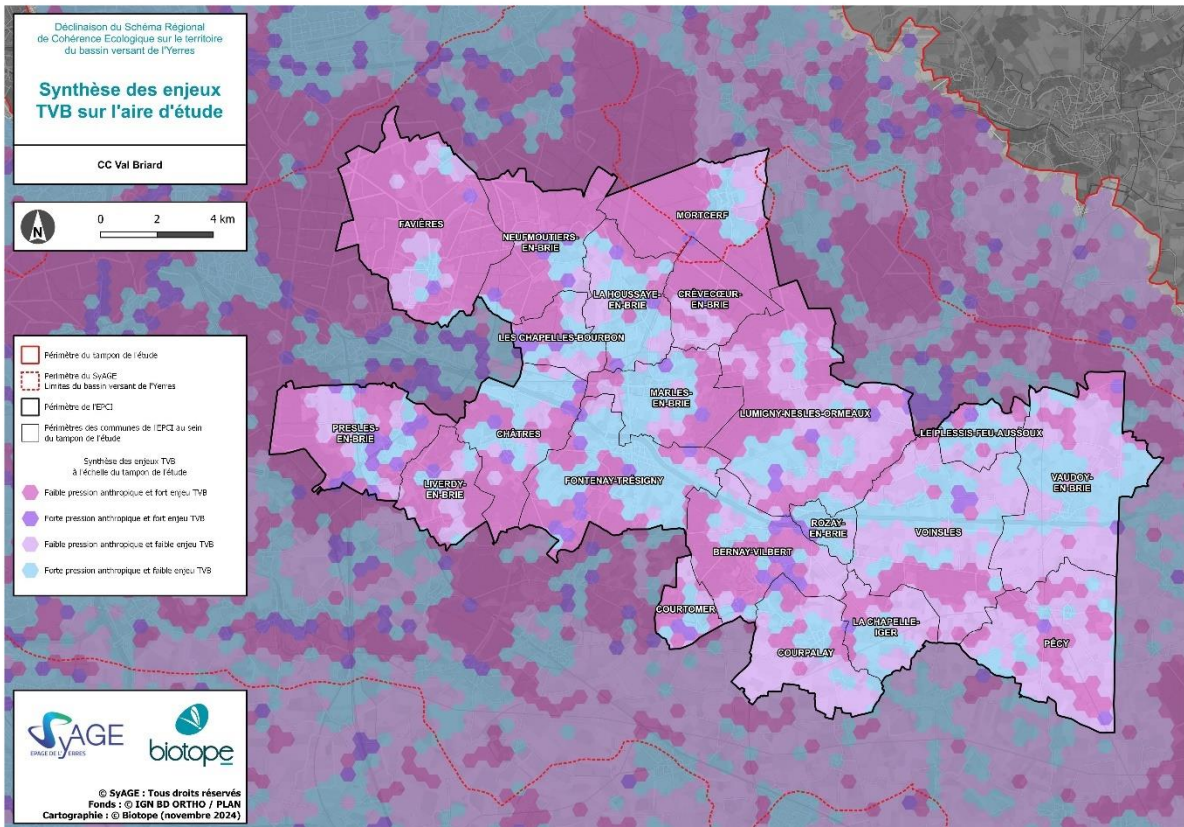 Déclinaison du Schéma Régional
de Cohérence Ecologique sur le territoire
du bassin versant de l'Yerres
Synthèse des enjeux
TVB sur l'aire d'étude
CC Val Briard
N
0 2 4 km
Périmètre du tampon de l'étude
Perimètre du SyAGE
Limites du bassin versant de l'Yerres
Périmètre de l'EPCI
Périmètres des communes de l'EPCI au sein
du tampon de l'étude
Synthèse des enjeux TVB
à l'échelle du tampon de l'étude
Faible pression anthropique et fort enjeu TVB
Forte pression anthropique et fort enjeu TVB
Faible pression anthropique et faible enjeu TVB
Forte pression anthropique et faible enjeu TVB
FAVIÈRES
NEUFMOUTIERS-
EN-BRIE
MORTCERF
LA HOUSSAYE-
EN-BRIE
CRÈVECŒUR-
EN-BRIE
LES CHAPELLES-BOURBON
MARLES-
EN-BRIE
LUMIGNY-NESLES-ORMEAUX
PRESLES-
EN-BRIE
CHÂTRES
LE PLESSIS-FEU-AUSSOUX
LIVERDY-
EN-BRIE
FONTENAY-TRÉSIGNY
VAUDOY-
EN-BRIE
ROZAY-
EN-BRIE
VOINSLES
BERNAY-VILBERT
COURTOMER
LA CHAPELLE-
IGER
COURPALAY
PÉCY
SyAGE
EPAGE DE L'YERRES
biotope
© SyAGE : Tous droits réservés
Fonds : © IGN BD ORTHO / PLAN
Cartographie : © Biotope (novembre 2024)